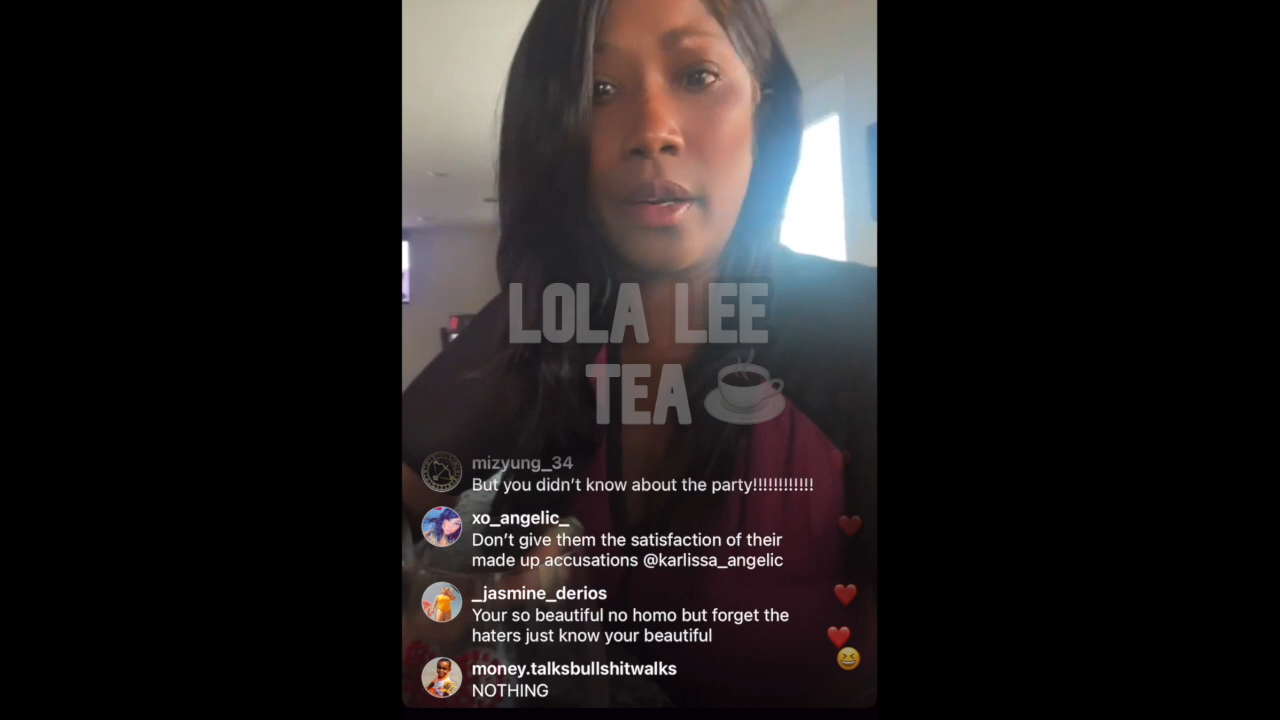 LOLA LEE
TEA
mizyung_34
But you didn’t know about the party!!!!!!!!!!!!
xo_angelic_
Don’t give them the satisfaction of their
made up accusations @karlissa_angelic
_jasmine_derios
Your so beautiful no homo but forget the
haters just know your beautiful
money.talksbullshitwalks
NOTHING